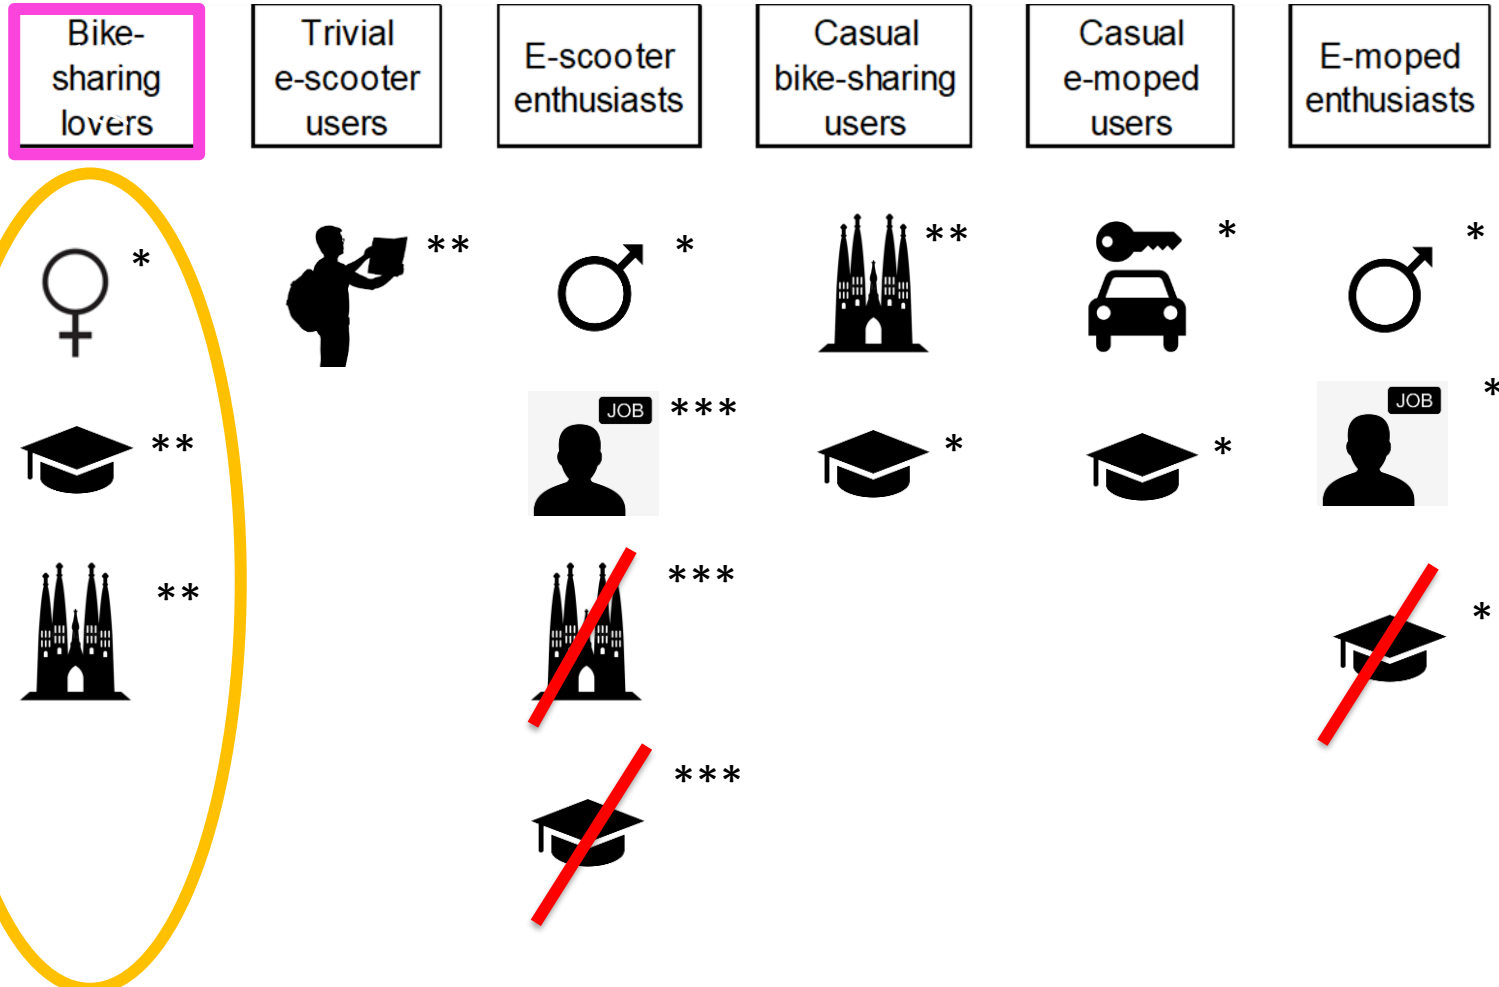 Bike-
sharing
lovers
Trivial
e-scooter
users
E-scooter
enthusiasts
Casual
bike-sharing
users
Casual
e-moped
users
E-moped
enthusiasts
*
**
*
**
*
*
**
JOB
***
*
*
JOB
*
**
***
*
***